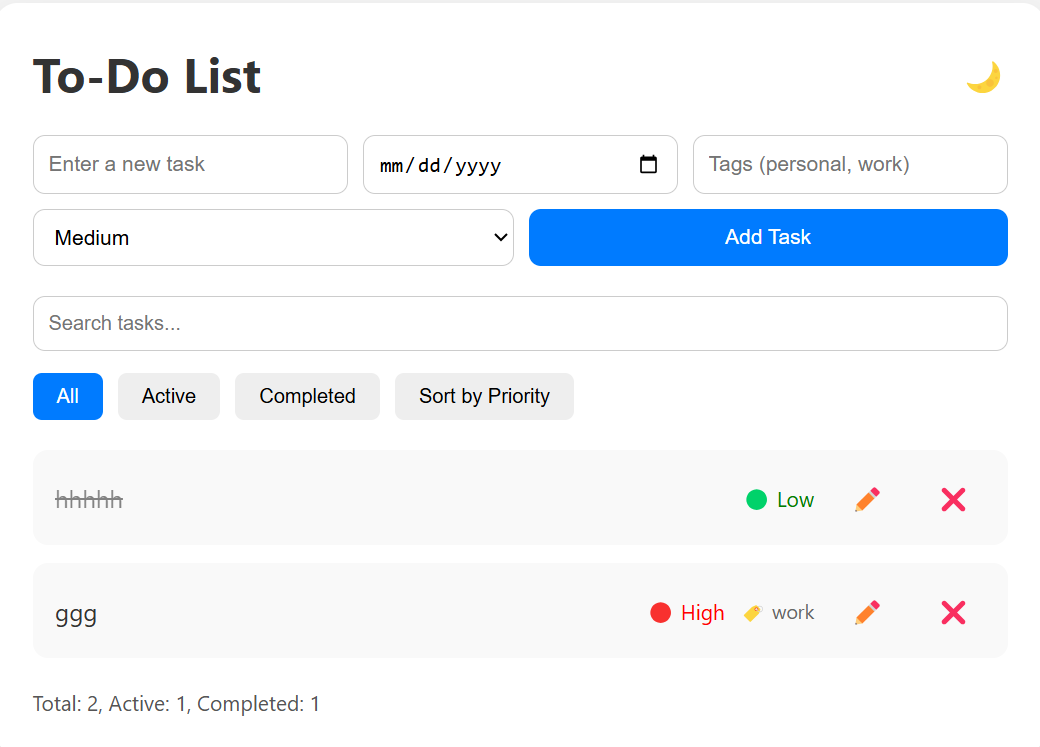 To-Do List
Enter a new task
mm/dd/yyyy
Tags (personal, work)
Medium
Add Task
Search tasks...
All Active Completed Sort by Priority
hhhhh Low
ggg High work
Total: 2, Active: 1, Completed: 1